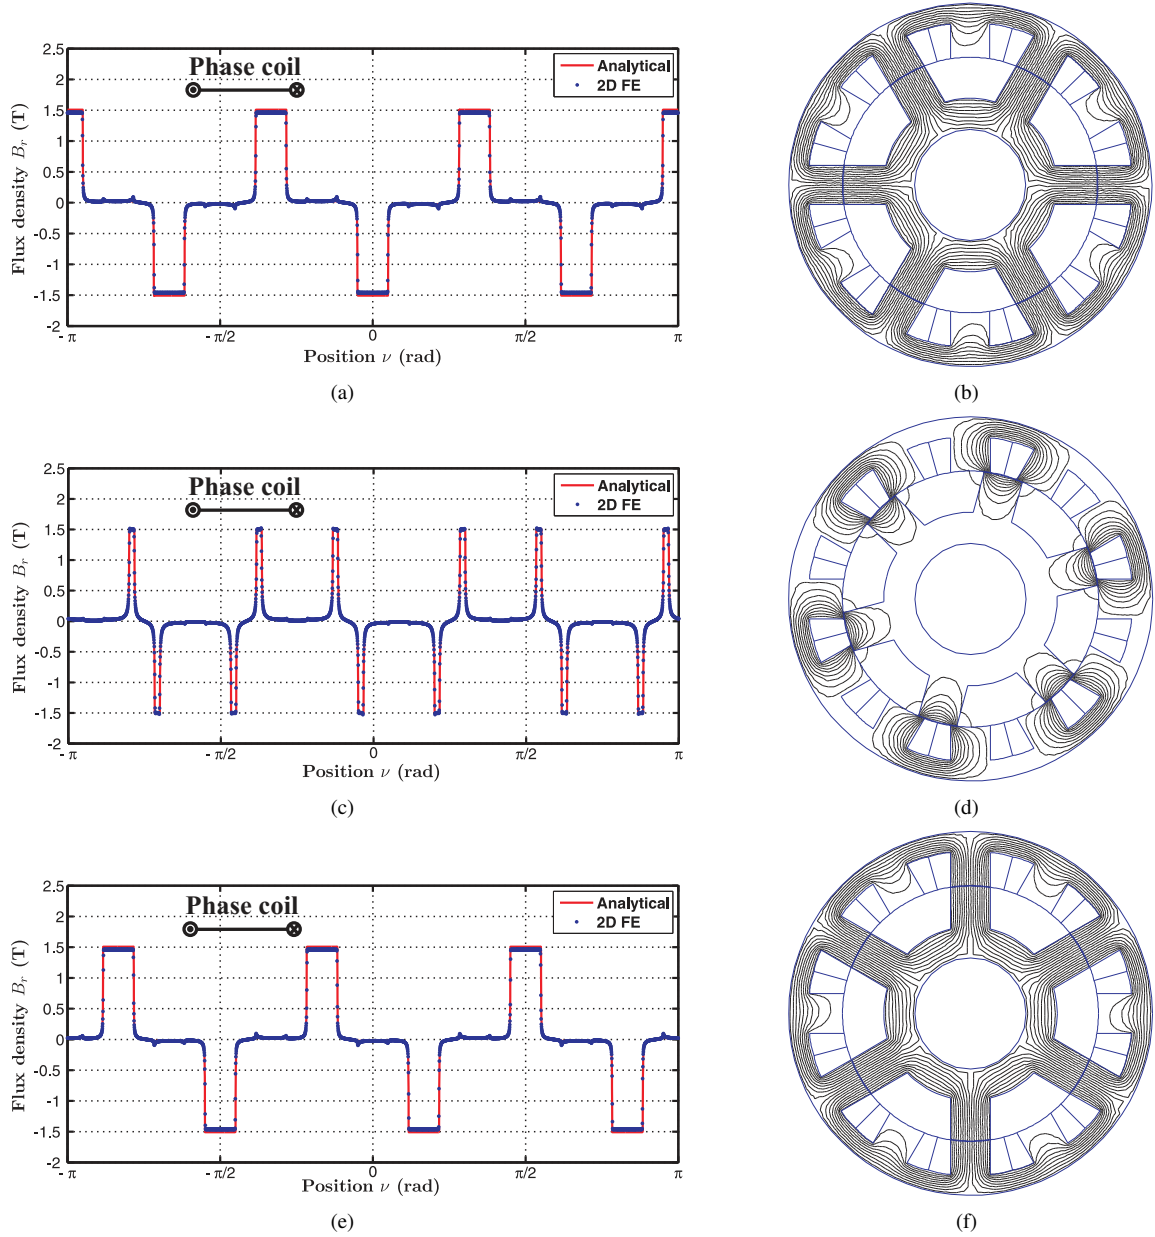 2.5
2
1.5
1
0.5
0
-0.5
-1
-1.5
-2
Flux density B_r (T)
Phase coil
Analytical
2D FE
- π
-π/2
0
π/2
π
Position ν (rad)
(a)
(b)
2.5
2
1.5
1
0.5
0
-0.5
-1
-1.5
-2
Flux density B_r (T)
Phase coil
Analytical
2D FE
- π
-π/2
0
π/2
π
Position ν (rad)
(c)
(d)
2.5
2
1.5
1
0.5
0
-0.5
-1
-1.5
-2
Flux density B_r (T)
Phase coil
Analytical
2D FE
- π
-π/2
0
π/2
π
Position ν (rad)
(e)
(f)